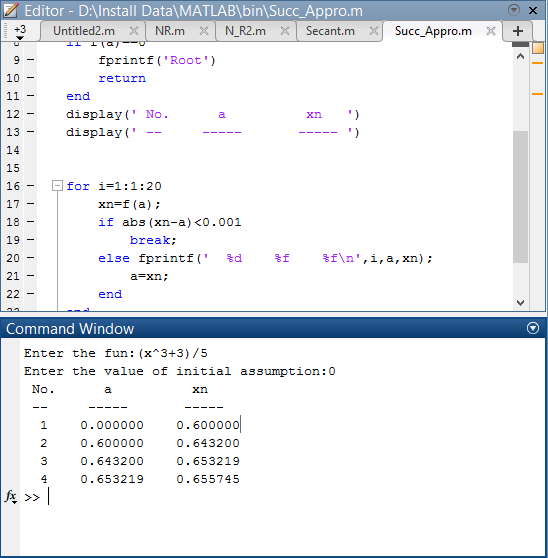 Editor - D:\Install Data\MATLAB\bin\Succ_Appro.m
+3 Untitled2.m NR.m N_R2.m Secant.m Succ_Appro.m +
8 if f(a)==0
9 – fprintf('Root')
10 – return
11 – end
12 – display(' No. a xn ')
13 – display(' -- ----- ----- ')
14
15
16 – for i=1:1:20
17 – xn=f(a);
18 – if abs(xn-a)<0.001
19 – break;
20 – else fprintf(' %d %f %f\n',i,a,xn);
21 – a=xn;
22 – end
23 – end
Command Window
Enter the fun:(x^3+3)/5
Enter the value of initial assumption:0
No. a xn
-- ----- -----
1 0.000000 0.600000
2 0.600000 0.643200
3 0.643200 0.653219
4 0.653219 0.655745
fx >>